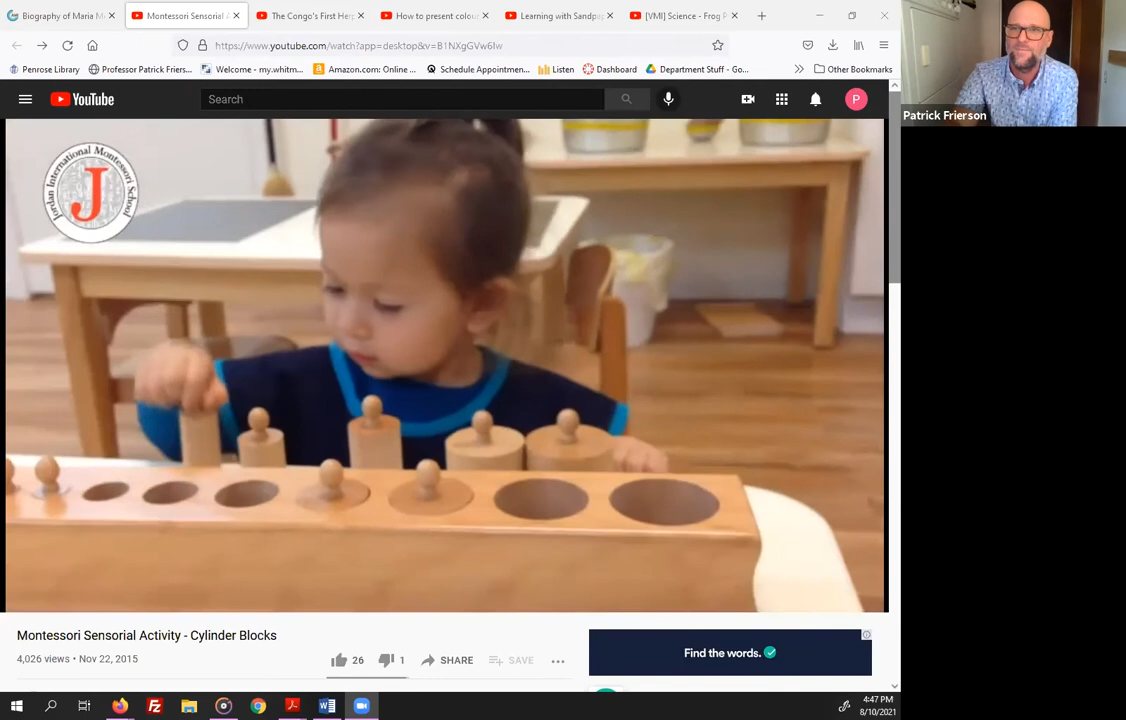 Biography of Maria M
Montessori Sensorial A
The Congo's First Her
How to present colou
Learning with Sandpa
[VMI] Science - Frog P
https://www.youtube.com/watch?app=desktop&v=81NXgGVw6Iw
Penrose Library
Professor Patrick Friers...
Welcome - my.whitm...
Amazon.com: Online ...
Schedule Appointmen...
Listen
Dashboard
Department Stuff - Go...
Other Bookmarks
YouTube
Search
P
Patrick Frierson
Jordan International Montessori School
J
Montessori Sensorial Activity - Cylinder Blocks
4,026 views • Nov 22, 2015
26
1
SHARE
SAVE
Find the words.
4:47 PM
8/10/2021